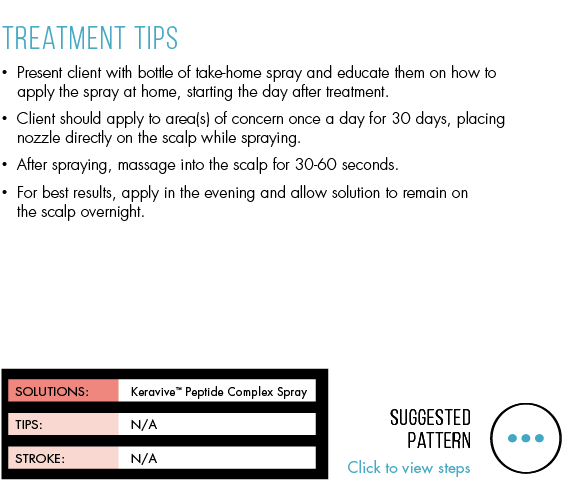 TREATMENT TIPS
• Present client with bottle of take-home spray and educate them on how to
apply the spray at home, starting the day after treatment.
• Client should apply to area(s) of concern once a day for 30 days, placing
nozzle directly on the scalp while spraying.
• After spraying, massage into the scalp for 30-60 seconds.
• For best results, apply in the evening and allow solution to remain on
the scalp overnight.
SOLUTIONS: Keravive™ Peptide Complex Spray
TIPS: N/A
STROKE: N/A
SUGGESTED
PATTERN
Click to view steps